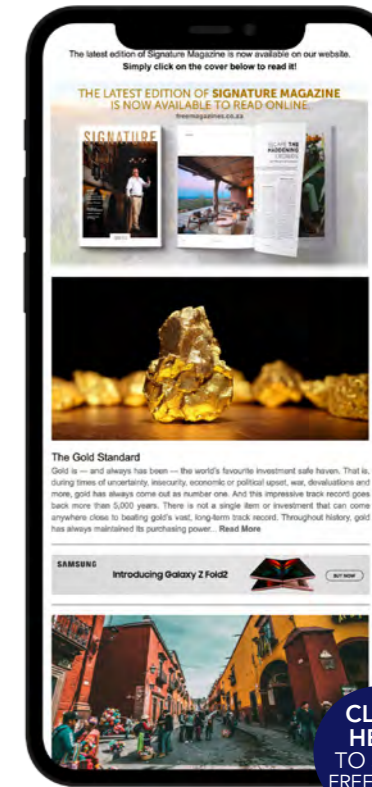 The latest edition of Signature Magazine is now available on our website.
Simply click on the cover below to read it!
THE LATEST EDITION OF SIGNATURE MAGAZINE
IS NOW AVAILABLE TO READ ONLINE.
freemagazines.co.za
SIGNATURE
ESCAPE THE
MADDENING
CROWDS
The Gold Standard
Gold is — and always has been — the world's favourite investment safe haven. That is,
during times of uncertainty, insecurity, economic or political upset, war, devaluations and
more, gold has always come out as number one. And this impressive track record goes
back more than 5,000 years. There is not a single item or investment that can come
anywhere close to beating gold's vast, long-term track record. Throughout history, gold
has always maintained its purchasing power... Read More
SAMSUNG
Introducing Galaxy Z Fold2
BUY NOW
CL
HE
TO
FREE